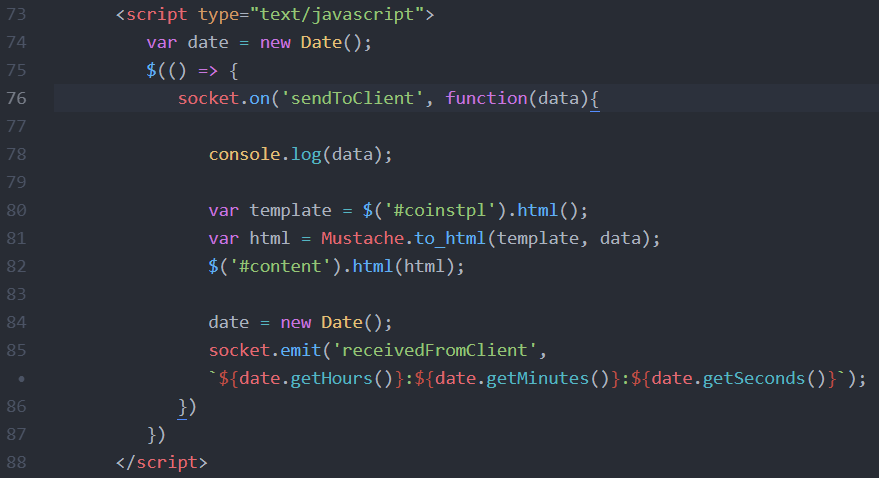 73 <script type="text/javascript">
74 var date = new Date();
75 $(() => {
76 socket.on('sendToClient', function(data){
77
78 console.log(data);
79
80 var template = $('#coinstpl').html();
81 var html = Mustache.to_html(template, data);
82 $('#content').html(html);
83
84 date = new Date();
85 socket.emit('receivedFromClient',
• `${date.getHours()}:${date.getMinutes()}:${date.getSeconds()}`);
86 })
87 })
88 </script>